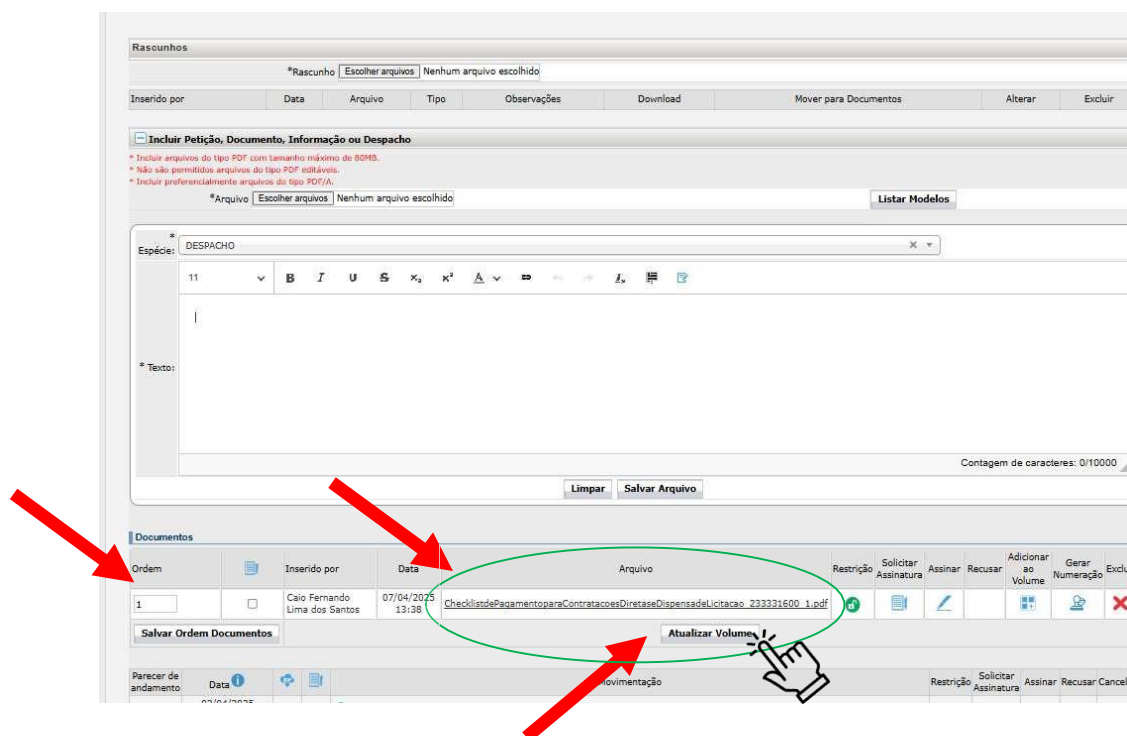 Rascunhos
*Rascunho Escolher arquivos Nenhum arquivo escolhido
Inserido por Data Arquivo Tipo Observações Download Mover para Documentos Alterar Excluir
Incluir Petição, Documento, Informação ou Despacho
* Incluir arquivos do tipo PDF com tamanho máximo de 80MB.
* Não são permitidos arquivos do tipo PDF editáveis.
* Incluir preferencialmente arquivos do tipo PDF/A.
*Arquivo Escolher arquivos Nenhum arquivo escolhido Listar Modelos
* Espécie: DESPACHO
11 B I U S x₂ x² A
* Texto:
Contagem de caracteres: 0/10000
Limpar Salvar Arquivo
Documentos
Ordem Inserido por Data Arquivo Restrição Solicitar Assinatura Assinar Recusar Adicionar ao Volume Gerar Numeração Exclu
1 Caio Fernando Lima dos Santos 07/04/2025 13:38 ChecklistdePagamentoparaContratacoesDiretaseDispensadeLicitacao_233331600_1.pdf
Salvar Ordem Documentos Atualizar Volume
Parecer de andamento Data Movimentação Restrição Solicitar Assinatura Assinar Recusar Cancel